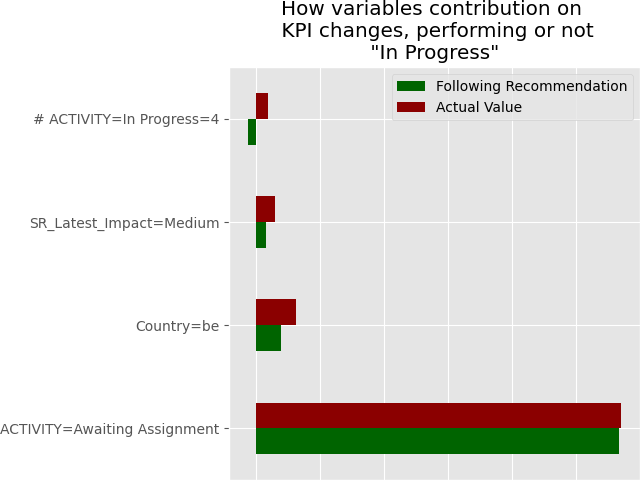 How variables contribution on
KPI changes, performing or not
"In Progress"
Following Recommendation
Actual Value
# ACTIVITY=In Progress=4
SR_Latest_Impact=Medium
Country=be
ACTIVITY=Awaiting Assignment